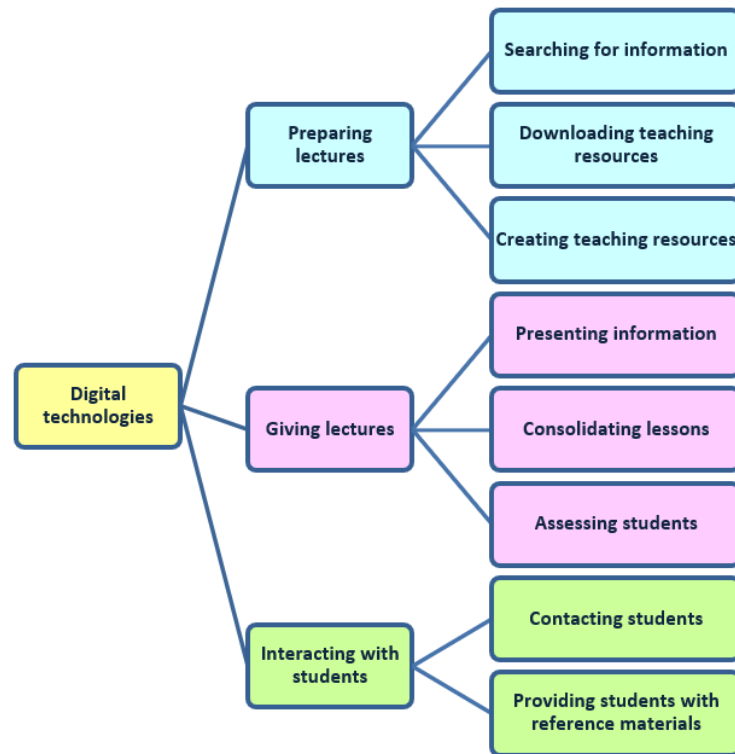 Digital
technologies
Preparing
lectures
Searching for information
Downloading teaching
resources
Creating teaching resources
Giving lectures
Presenting information
Consolidating lessons
Assessing students
Interacting with
students
Contacting students
Providing students with
reference materials